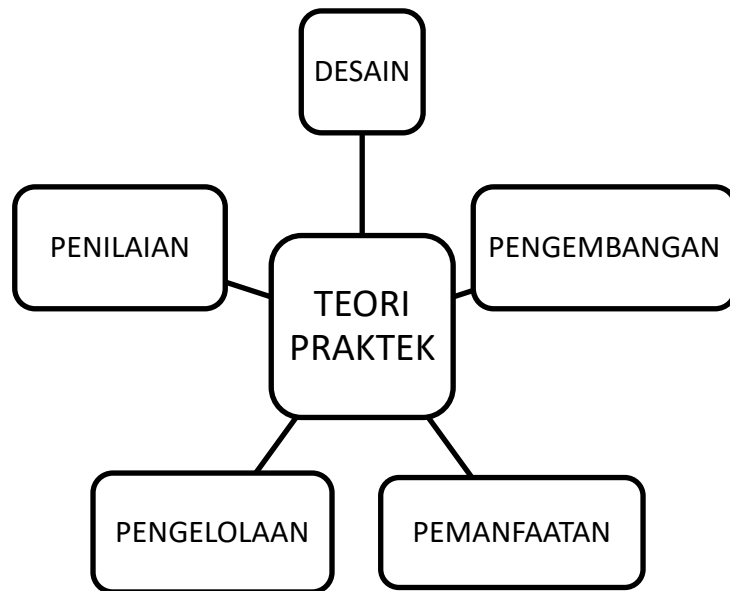 DESAIN
PENILAIAN
PENGEMBANGAN
TEORI
PRAKTEK
PENGELOLAAN
PEMANFAATAN